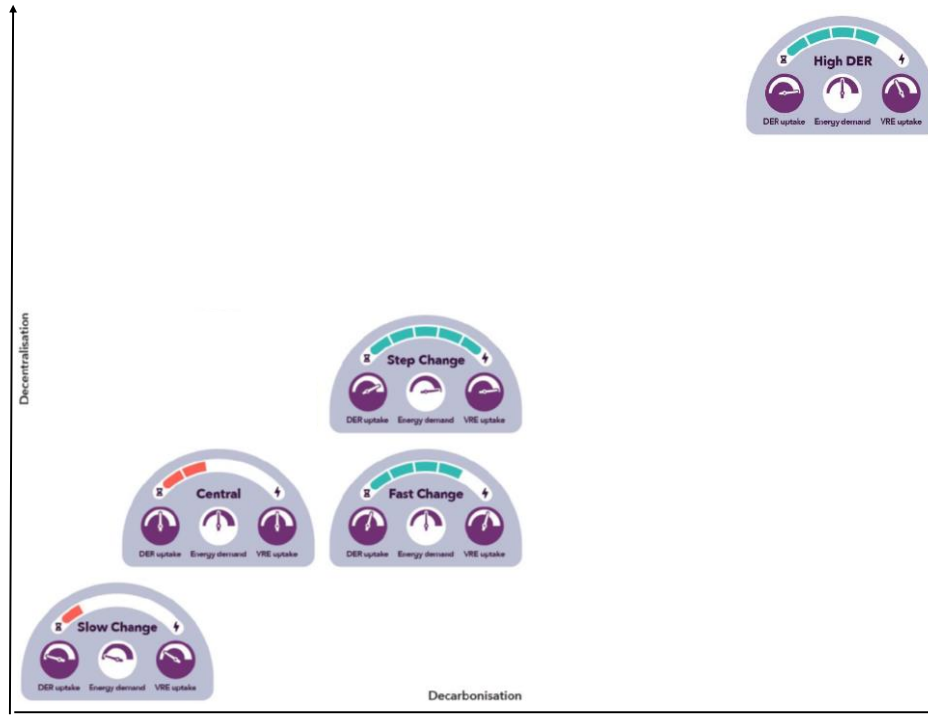 High DER
DER uptake Energy demand VRE uptake
Decentralisation
Step Change
DER uptake Energy demand VRE uptake
Central
DER uptake Energy demand VRE uptake
Fast Change
DER uptake Energy demand VRE uptake
Slow Change
DER uptake Energy demand VRE uptake
Decarbonisation